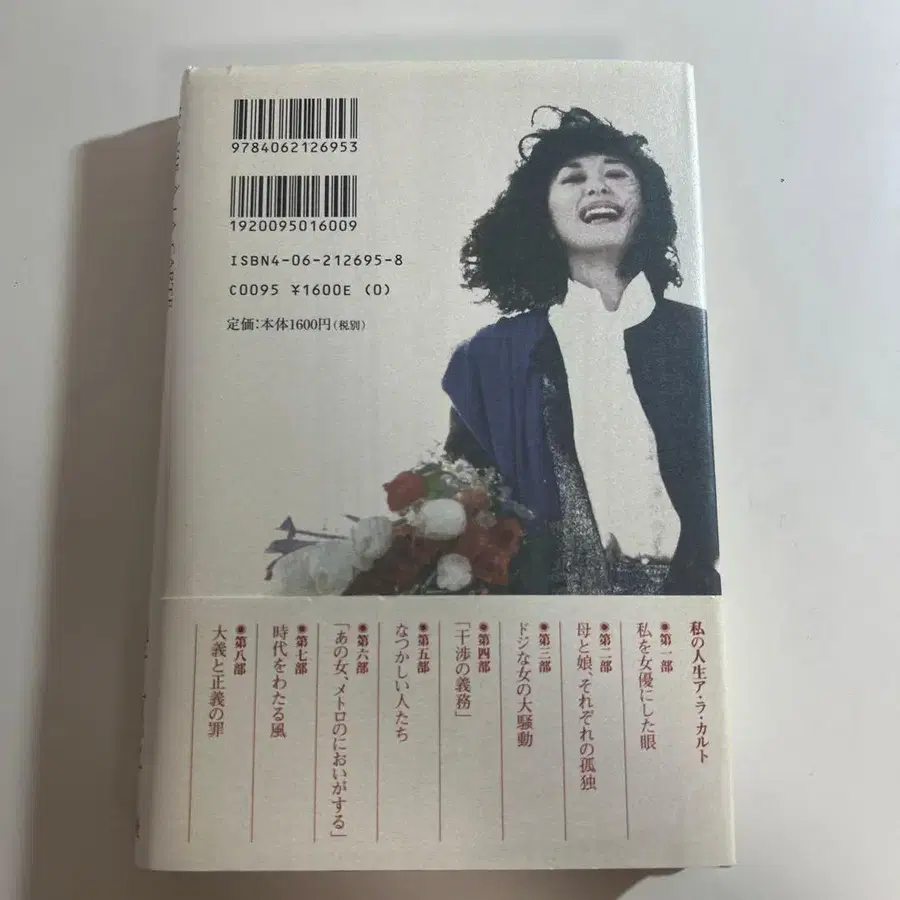 9784062126953
1920095016009
ISBN4-06-212695-8
C0095 ¥1600E (0)
定価:本体1600円(税別)
私の人生ア・ラ・カルト
●第一部
私を女優にした眼
●第二部
母と娘、それぞれの孤独
●第三部
ドジな女の大騒動
●第四部
「干渉の義務」
●第五部
なつかしい人たち
●第六部
「あの女、メトロのにおいがする」
●第七部
時代をわたる風
●第八部
大義と正義の罪
A LA CARTE